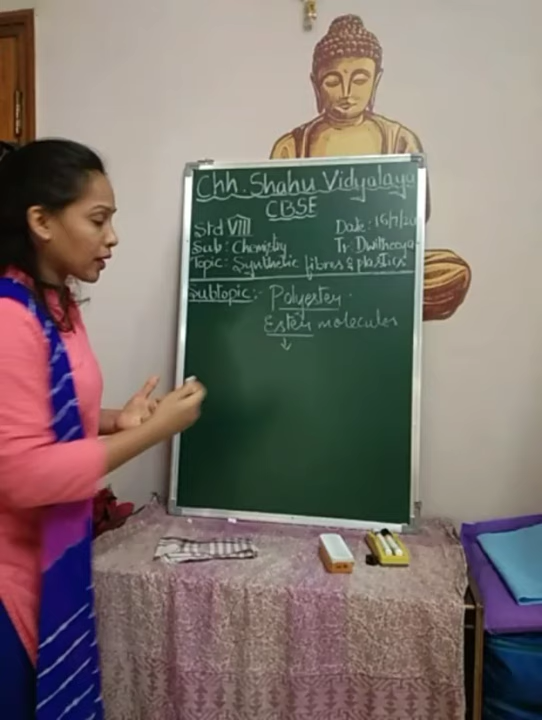 Chh. Shahu Vidyalaya
CBSE
Std VIII Date: 16/7/20
Sub: Chemistry Tr. Dwitheeya
Topic: Synthetic fibres & plastics
Subtopic:- Polyester.
Ester molecules
↓